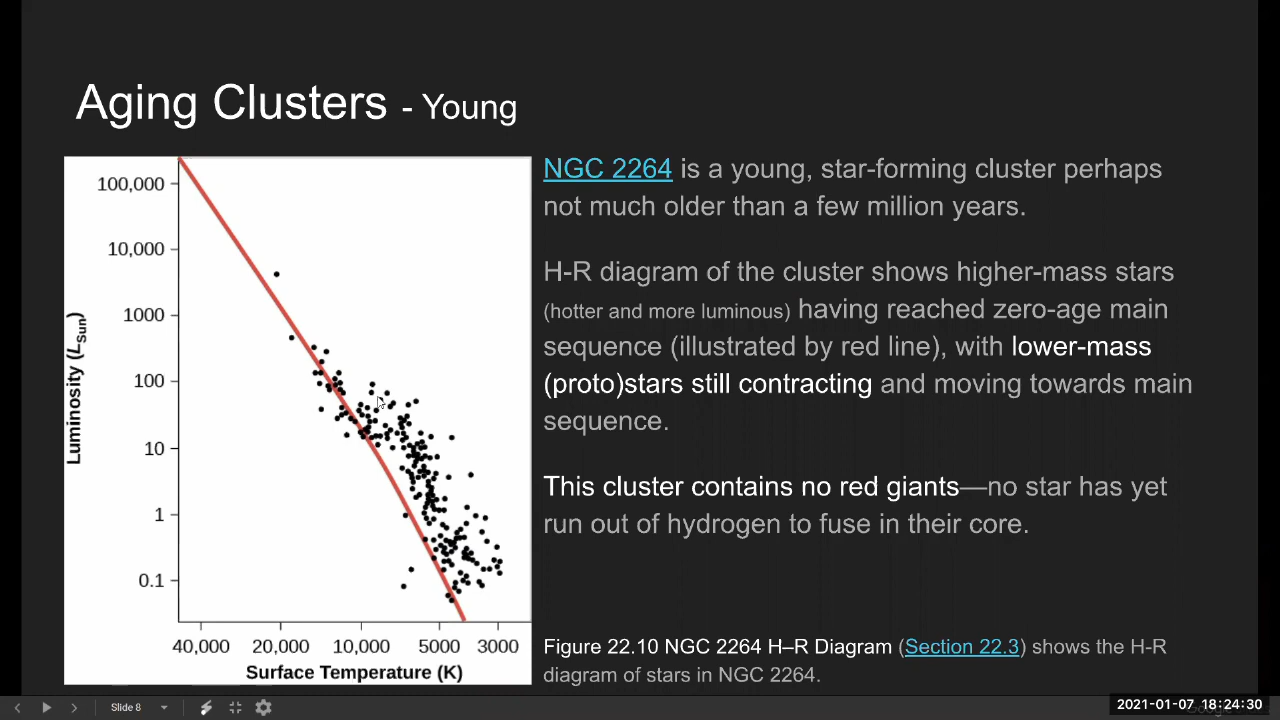 Aging Clusters - Young
100,000
10,000
1000
100
10
1
0.1
Luminosity (LSun)
40,000 20,000 10,000 5000 3000
Surface Temperature (K)
NGC 2264 is a young, star-forming cluster perhaps
not much older than a few million years.
H-R diagram of the cluster shows higher-mass stars
(hotter and more luminous) having reached zero-age main
sequence (illustrated by red line), with lower-mass
(proto)stars still contracting and moving towards main
sequence.
This cluster contains no red giants—no star has yet
run out of hydrogen to fuse in their core.
Figure 22.10 NGC 2264 H–R Diagram (Section 22.3) shows the H-R
diagram of stars in NGC 2264.
Slide 8
2021-01-07 18:24:30